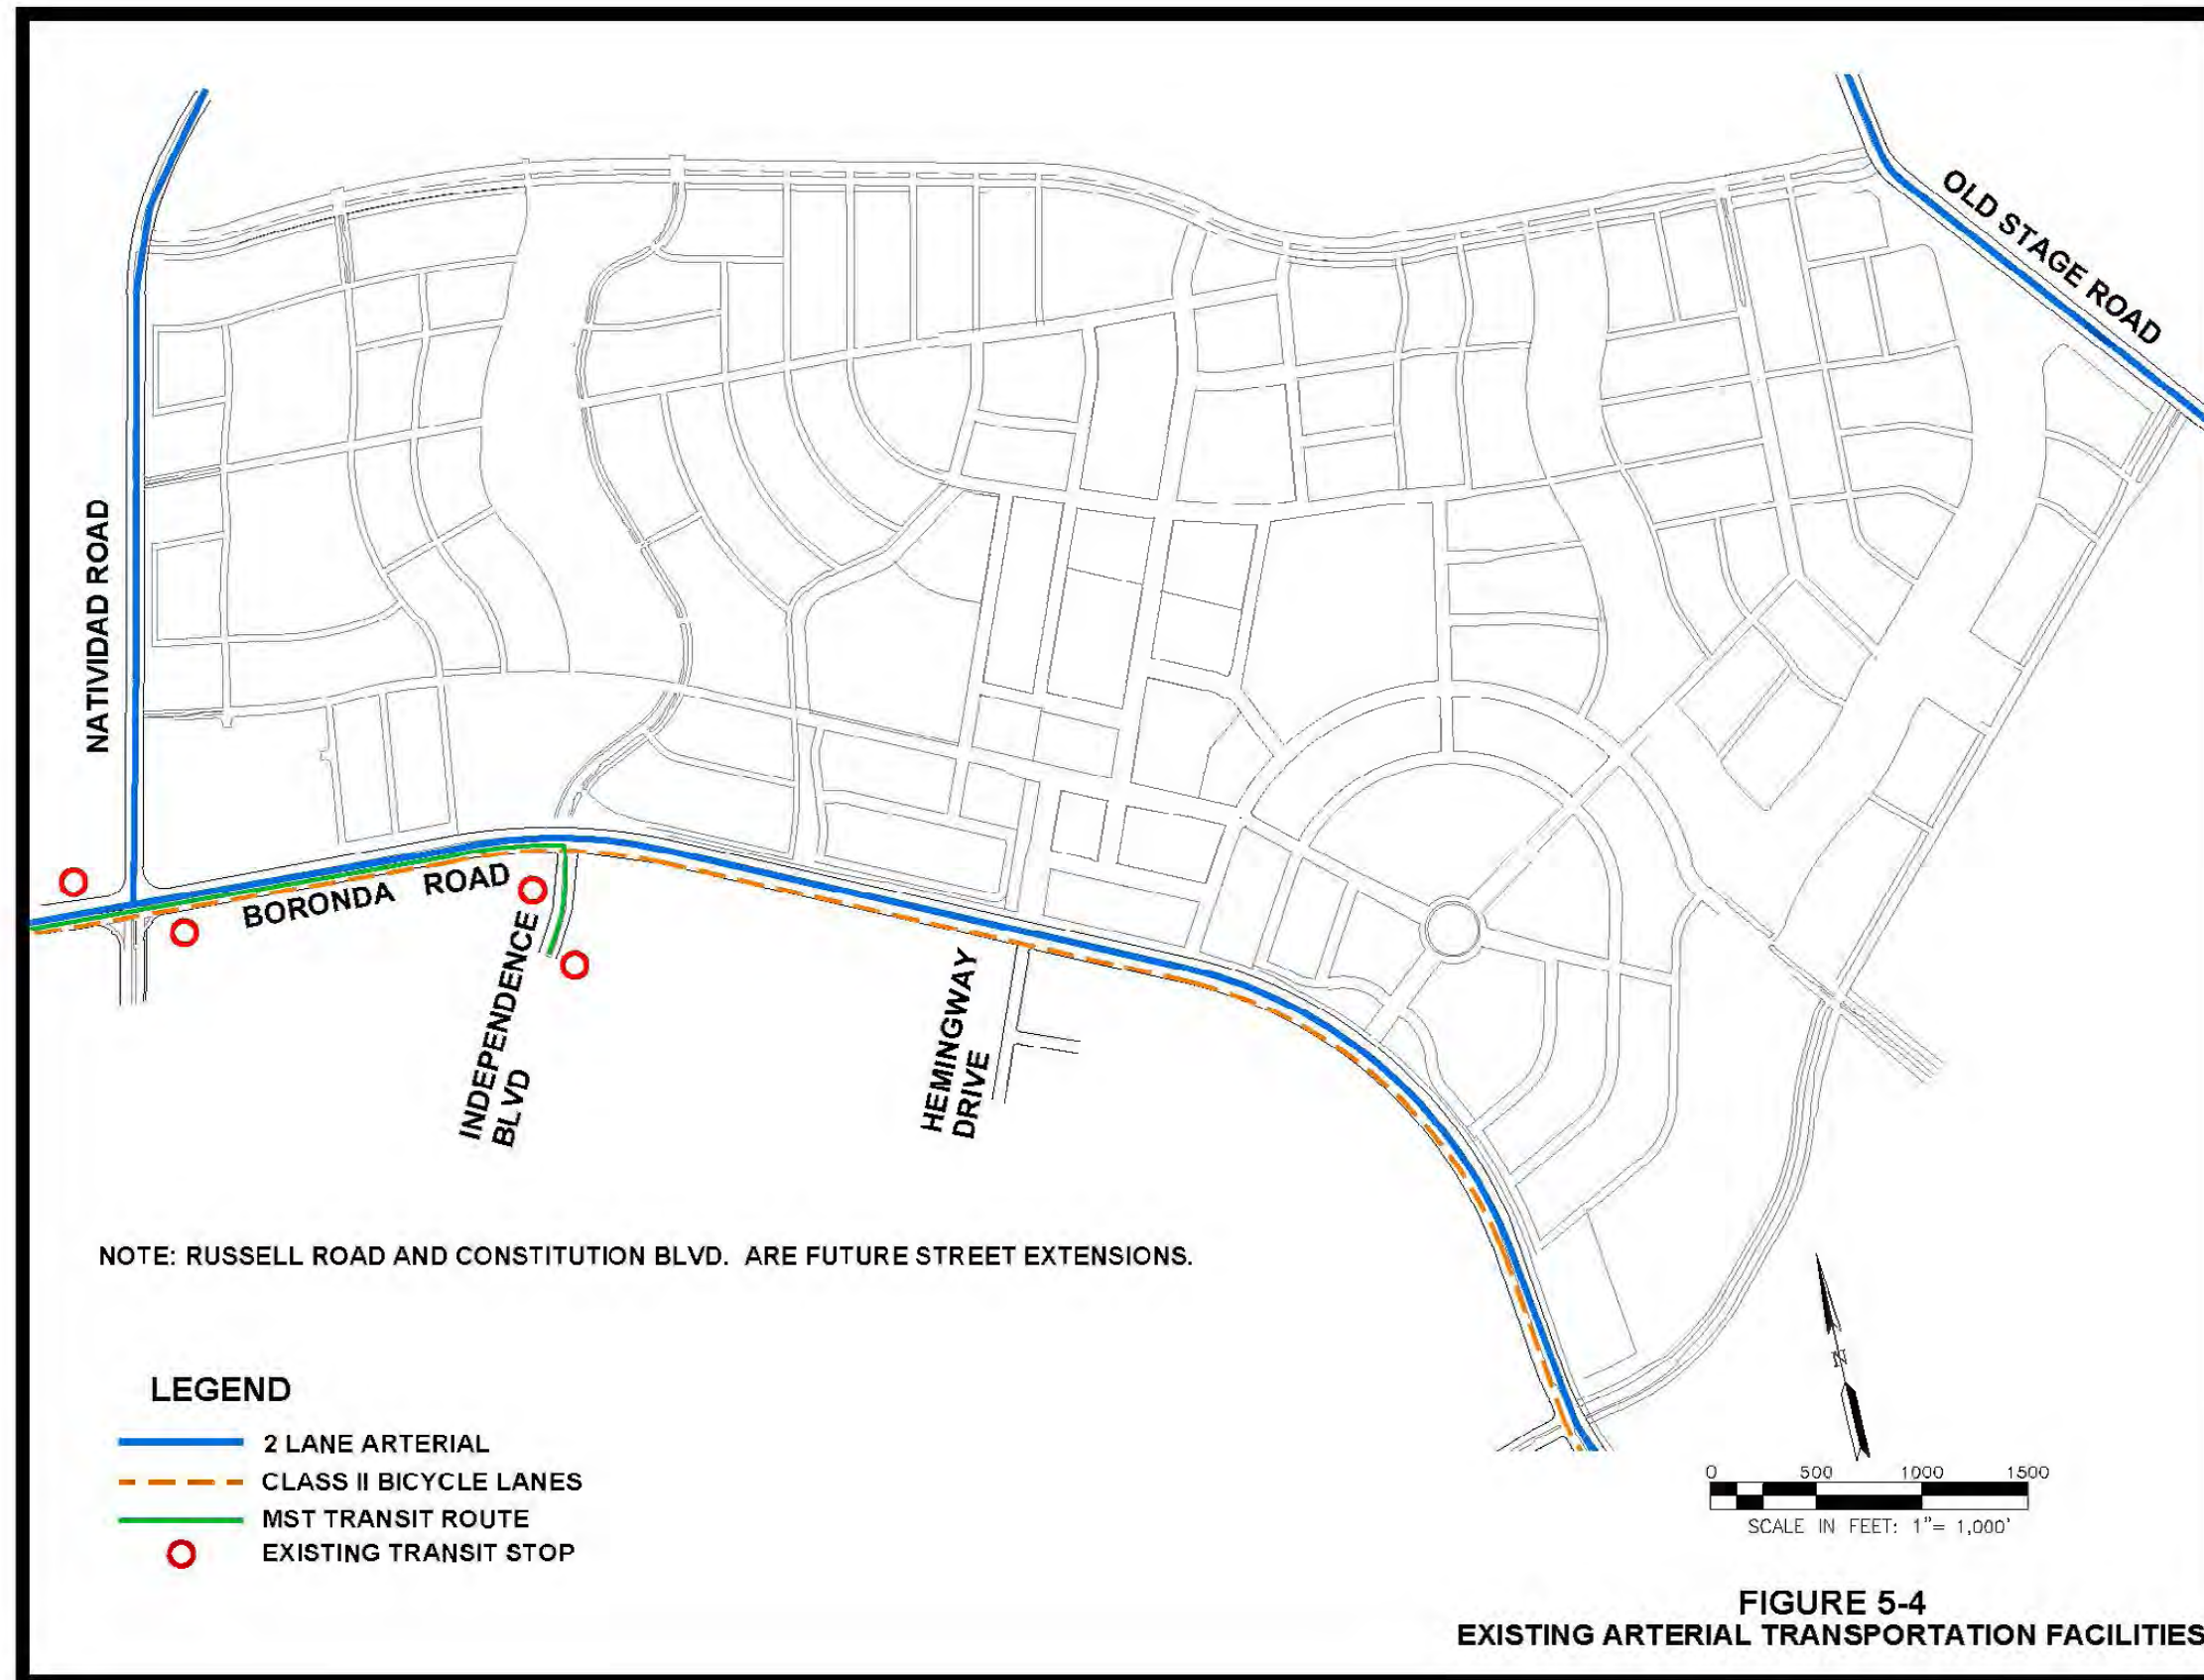 OLD STAGE ROAD
NATIVIDAD ROAD
BORONDA ROAD
INDEPENDENCE
BLVD
HEMINGWAY
DRIVE
NOTE: RUSSELL ROAD AND CONSTITUTION BLVD. ARE FUTURE STREET EXTENSIONS.
LEGEND
2 LANE ARTERIAL
CLASS II BICYCLE LANES
MST TRANSIT ROUTE
EXISTING TRANSIT STOP
N
0 500 1000 1500
SCALE IN FEET: 1"= 1,000'
FIGURE 5-4
EXISTING ARTERIAL TRANSPORTATION FACILITIES